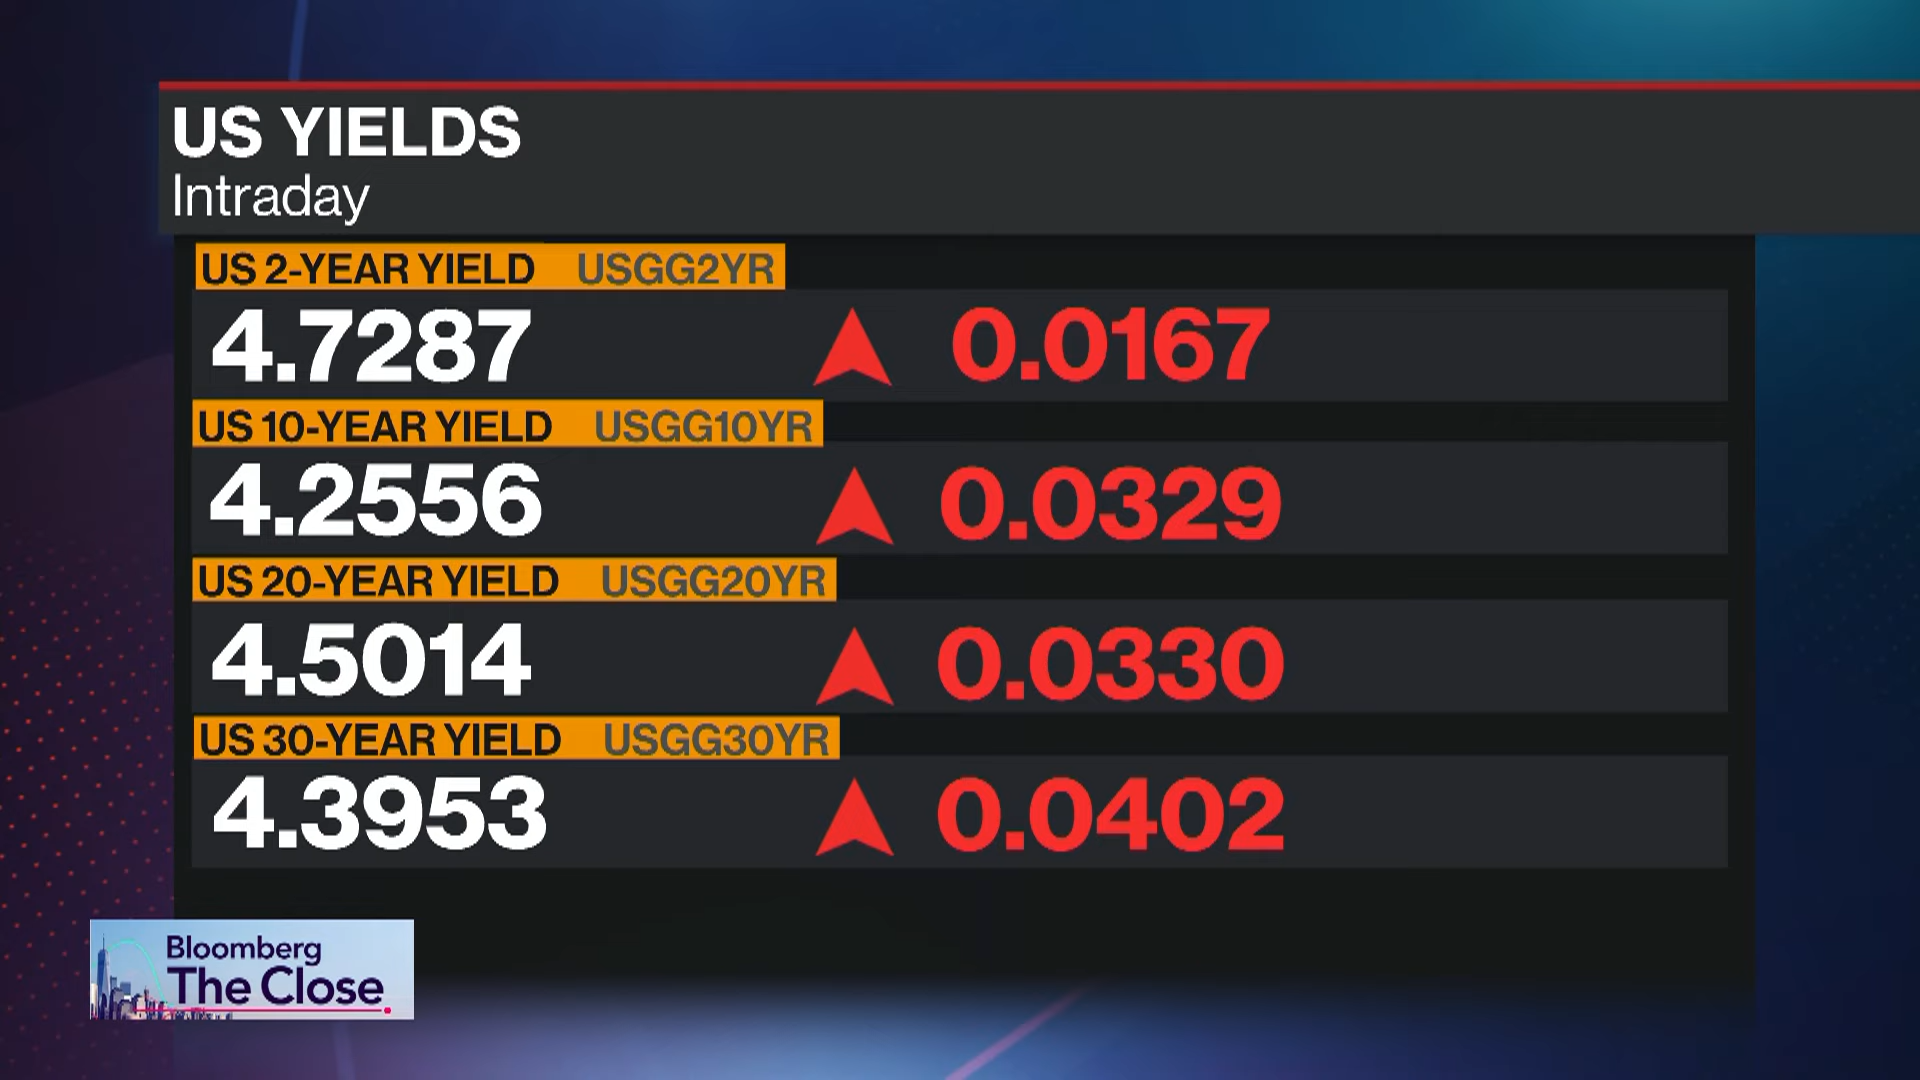 US YIELDS
Intraday
US 2-YEAR YIELD USGG2YR
4.7287 ▲ 0.0167
US 10-YEAR YIELD USGG10YR
4.2556 ▲ 0.0329
US 20-YEAR YIELD USGG20YR
4.5014 ▲ 0.0330
US 30-YEAR YIELD USGG30YR
4.3953 ▲ 0.0402
Bloomberg
The Close